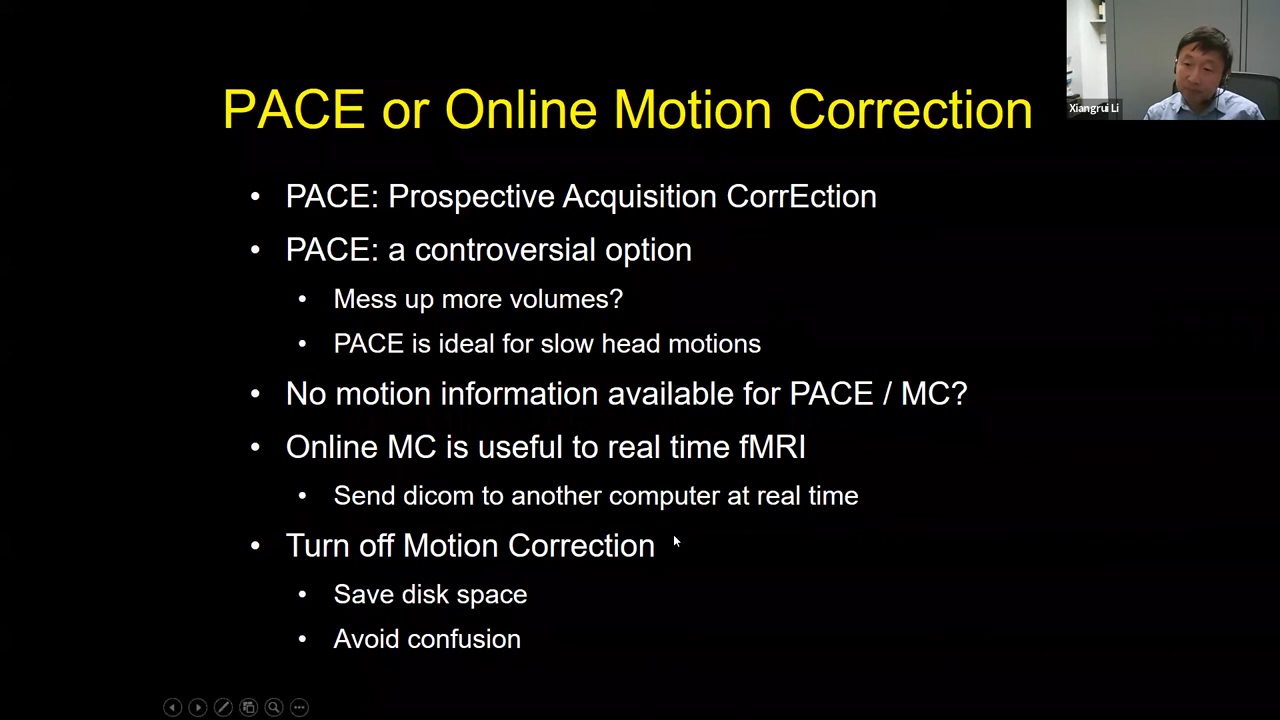 PACE or Online Motion Correction
Xiangrui Li
• PACE: Prospective Acquisition CorrEction
• PACE: a controversial option
• Mess up more volumes?
• PACE is ideal for slow head motions
• No motion information available for PACE / MC?
• Online MC is useful to real time fMRI
• Send dicom to another computer at real time
• Turn off Motion Correction
• Save disk space
• Avoid confusion